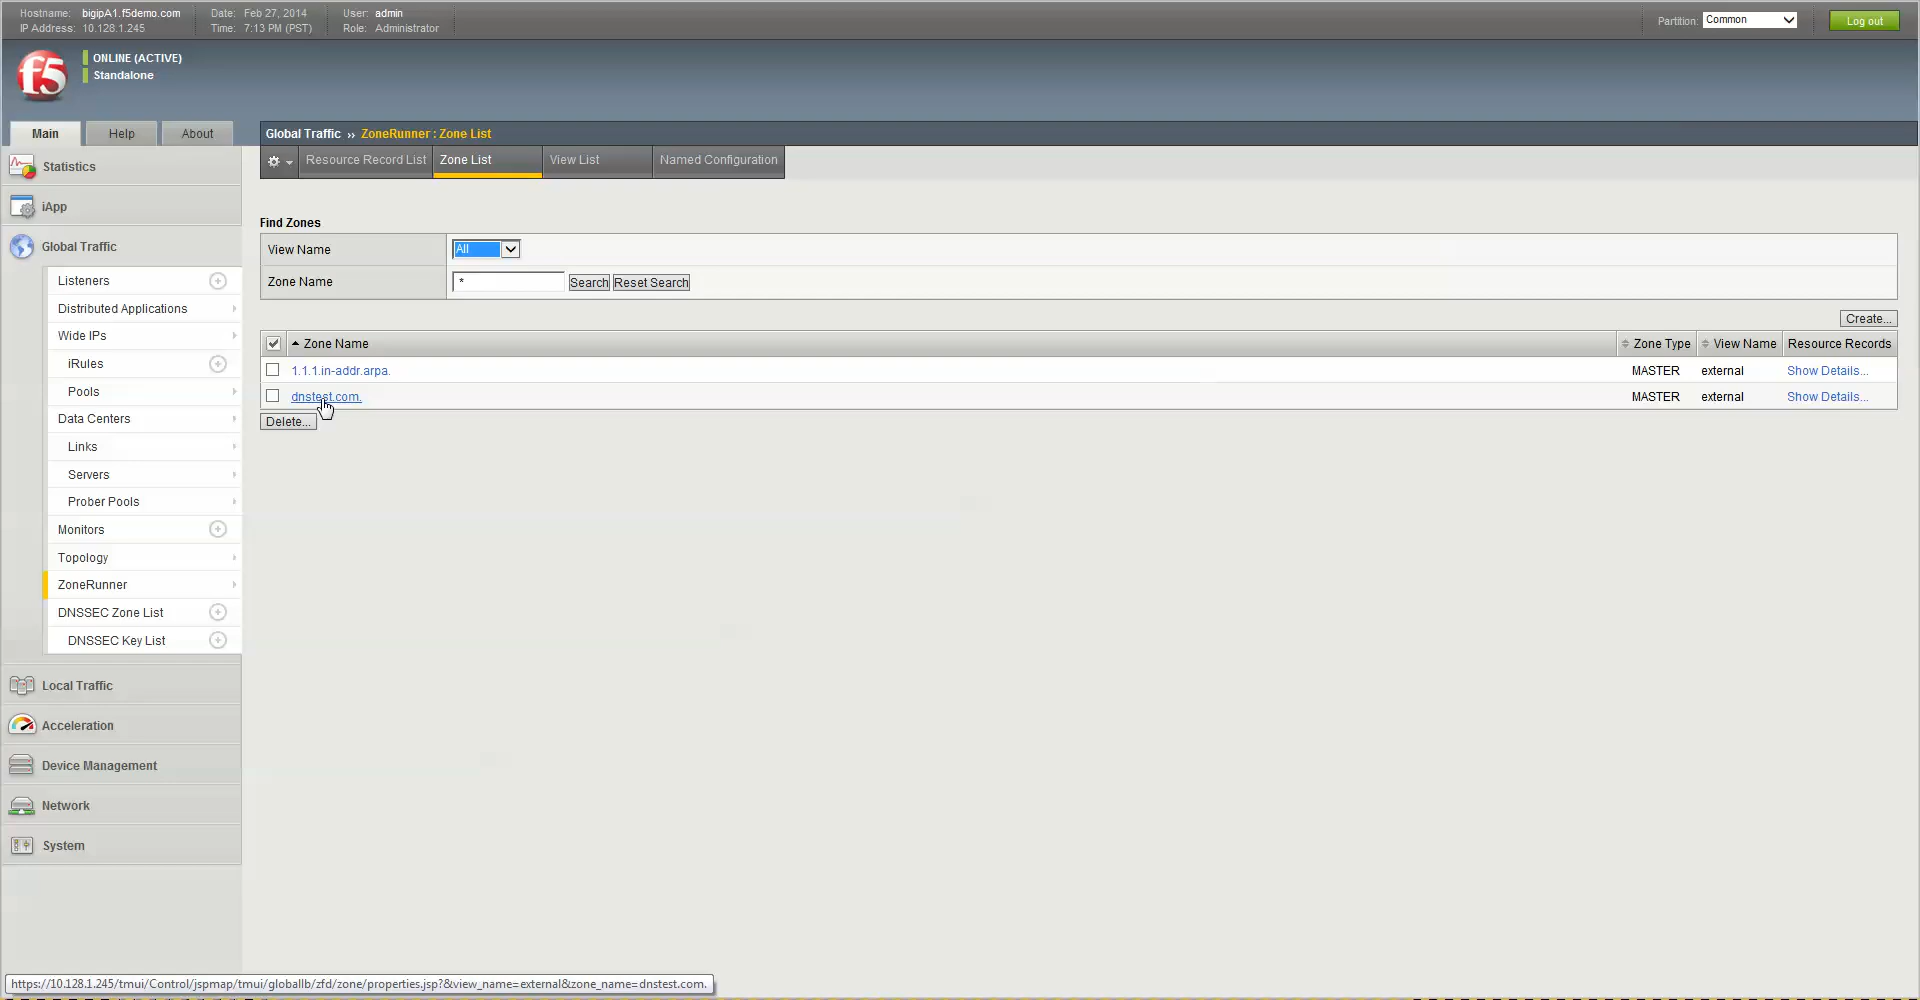 Hostname: bigipA1.f5demo.com Date: Feb 27, 2014 User: admin
IP Address: 10.128.1.245 Time: 7:13 PM (PST) Role: Administrator
Partition: Common Log out
f5
ONLINE (ACTIVE)
Standalone
Main Help About
Global Traffic ›› ZoneRunner : Zone List
Resource Record List Zone List View List Named Configuration
Statistics
iApp
Global Traffic
Listeners
Distributed Applications
Wide IPs
iRules
Pools
Data Centers
Links
Servers
Prober Pools
Monitors
Topology
ZoneRunner
DNSSEC Zone List
DNSSEC Key List
Local Traffic
Acceleration
Device Management
Network
System
Find Zones
View Name All
Zone Name * Search Reset Search
Create...
Zone Name Zone Type View Name Resource Records
1.1.1.in-addr.arpa. MASTER external Show Details...
dnstest.com. MASTER external Show Details...
Delete...
https://10.128.1.245/tmui/Control/jspmap/tmui/globallb/zfd/zone/properties.jsp?&view_name=external&zone_name=dnstest.com.